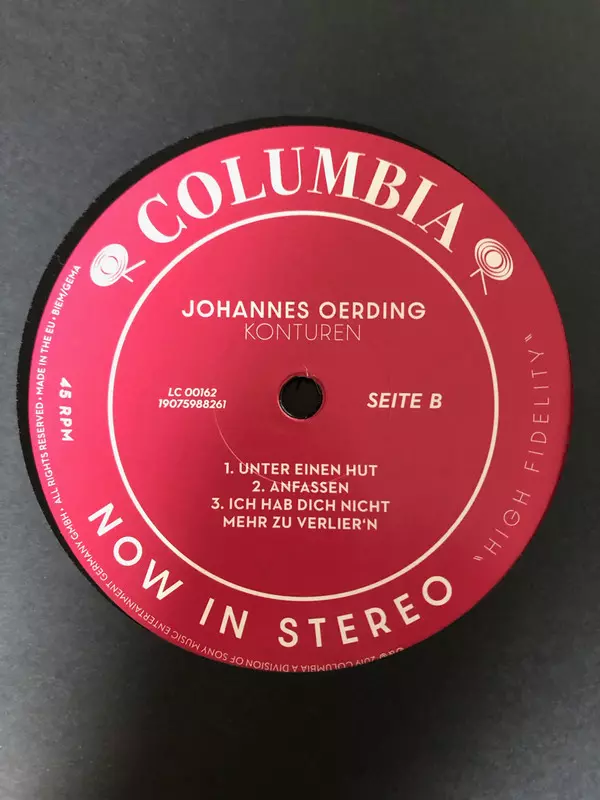 COLUMBIA
JOHANNES OERDING
KONTUREN
LC 00162
19075988261
SEITE B
1. UNTER EINEN HUT
2. ANFASSEN
3. ICH HAB DICH NICHT
MEHR ZU VERLIER'N
45 RPM
"HIGH FIDELITY"
NOW IN STEREO
℗&© 2019 COLUMBIA A DIVISION OF SONY MUSIC ENTERTAINMENT GERMANY GMBH • ALL RIGHTS RESERVED • MADE IN THE EU • BIEM/GEMA